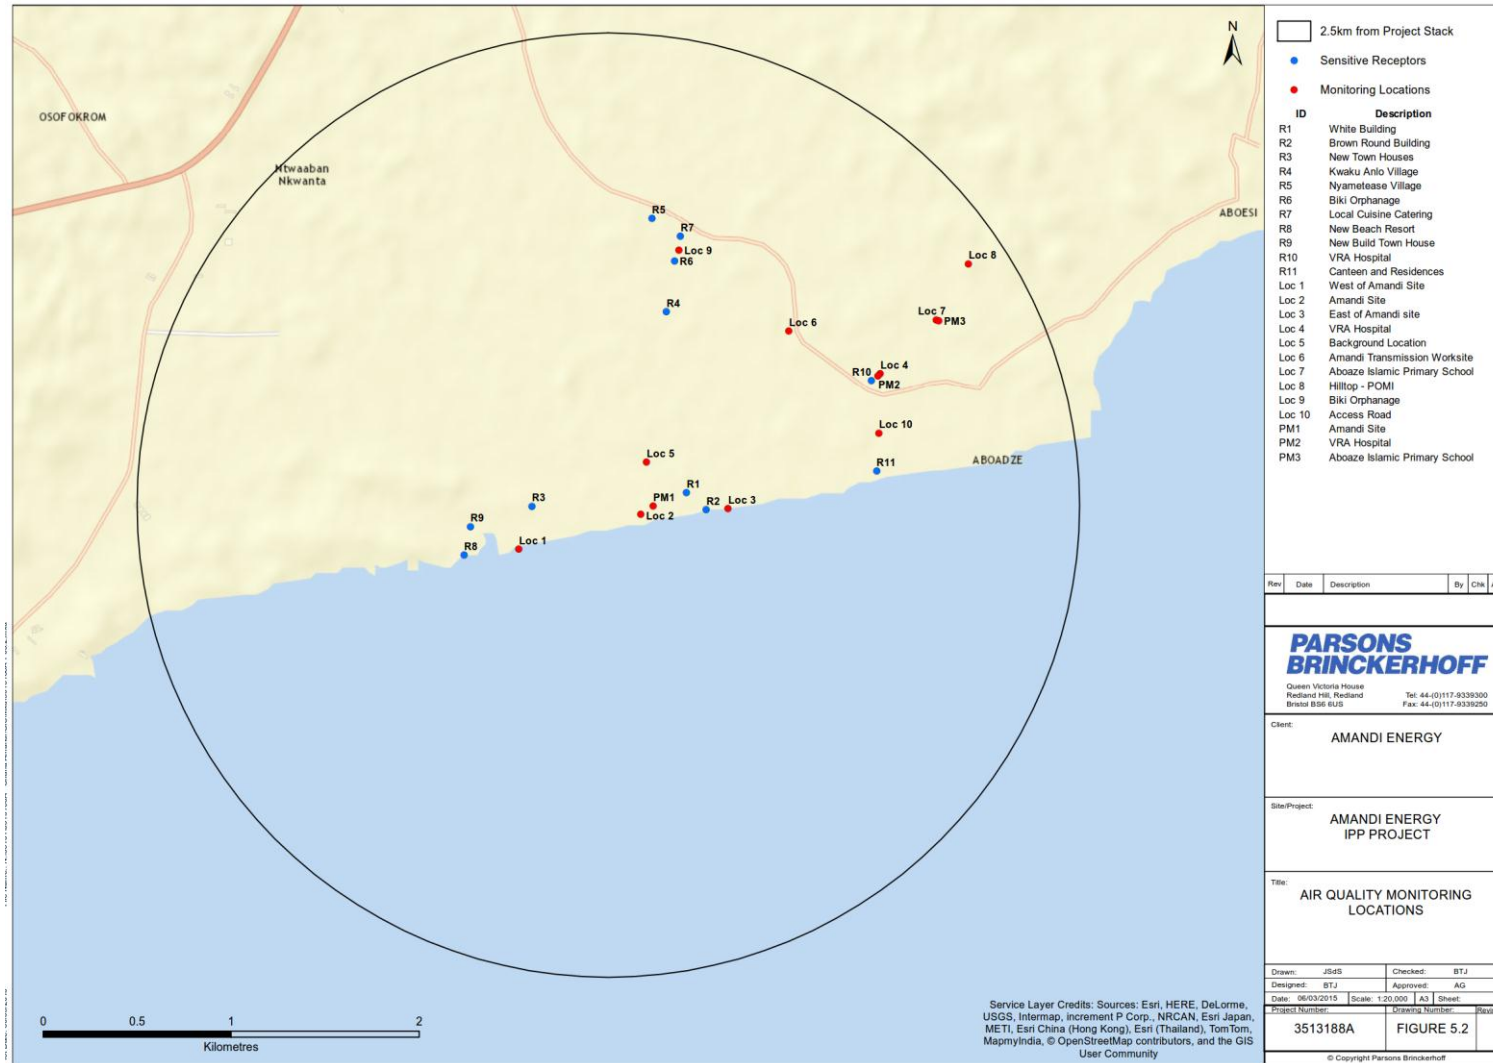 N
OSOFOKROM
Ntwaaban
Nkwanta
ABOESI
R5
R7
Loc 9
R6
Loc 8
R4
Loc 7
PM3
Loc 6
Loc 4
R10
PM2
Loc 10
Loc 5
R11
ABOADZE
R1
R3
PM1
R2
Loc 3
Loc 2
R9
Loc 1
R8
0 0.5 1 2
Kilometres
Service Layer Credits: Sources: Esri, HERE, DeLorme,
USGS, Intermap, increment P Corp., NRCAN, Esri Japan,
METI, Esri China (Hong Kong), Esri (Thailand), TomTom,
MapmyIndia, © OpenStreetMap contributors, and the GIS
User Community
2.5km from Project Stack
Sensitive Receptors
Monitoring Locations
ID Description
R1 White Building
R2 Brown Round Building
R3 New Town Houses
R4 Kwaku Anlo Village
R5 Nyametease Village
R6 Biki Orphanage
R7 Local Cuisine Catering
R8 New Beach Resort
R9 New Build Town House
R10 VRA Hospital
R11 Canteen and Residences
Loc 1 West of Amandi Site
Loc 2 Amandi Site
Loc 3 East of Amandi site
Loc 4 VRA Hospital
Loc 5 Background Location
Loc 6 Amandi Transmission Worksite
Loc 7 Aboaze Islamic Primary School
Loc 8 Hilltop - POMI
Loc 9 Biki Orphanage
Loc 10 Access Road
PM1 Amandi Site
PM2 VRA Hospital
PM3 Aboaze Islamic Primary School
Rev Date Description By Chk
PARSONS
BRINCKERHOFF
Queen Victoria House
Redland Hill, Redland Tel: 44-(0)117-9339300
Bristol BS6 6US Fax: 44-(0)117-9339250
Client:
AMANDI ENERGY
Site/Project:
AMANDI ENERGY
IPP PROJECT
Title:
AIR QUALITY MONITORING
LOCATIONS
Drawn: JSdS Checked: BTJ
Designed: BTJ Approved: AG
Date: 06/03/2015 Scale: 1:20,000 A3 Sheet:
Project Number: Drawing Number: Revi
3513188A FIGURE 5.2
© Copyright Parsons Brinckerhoff